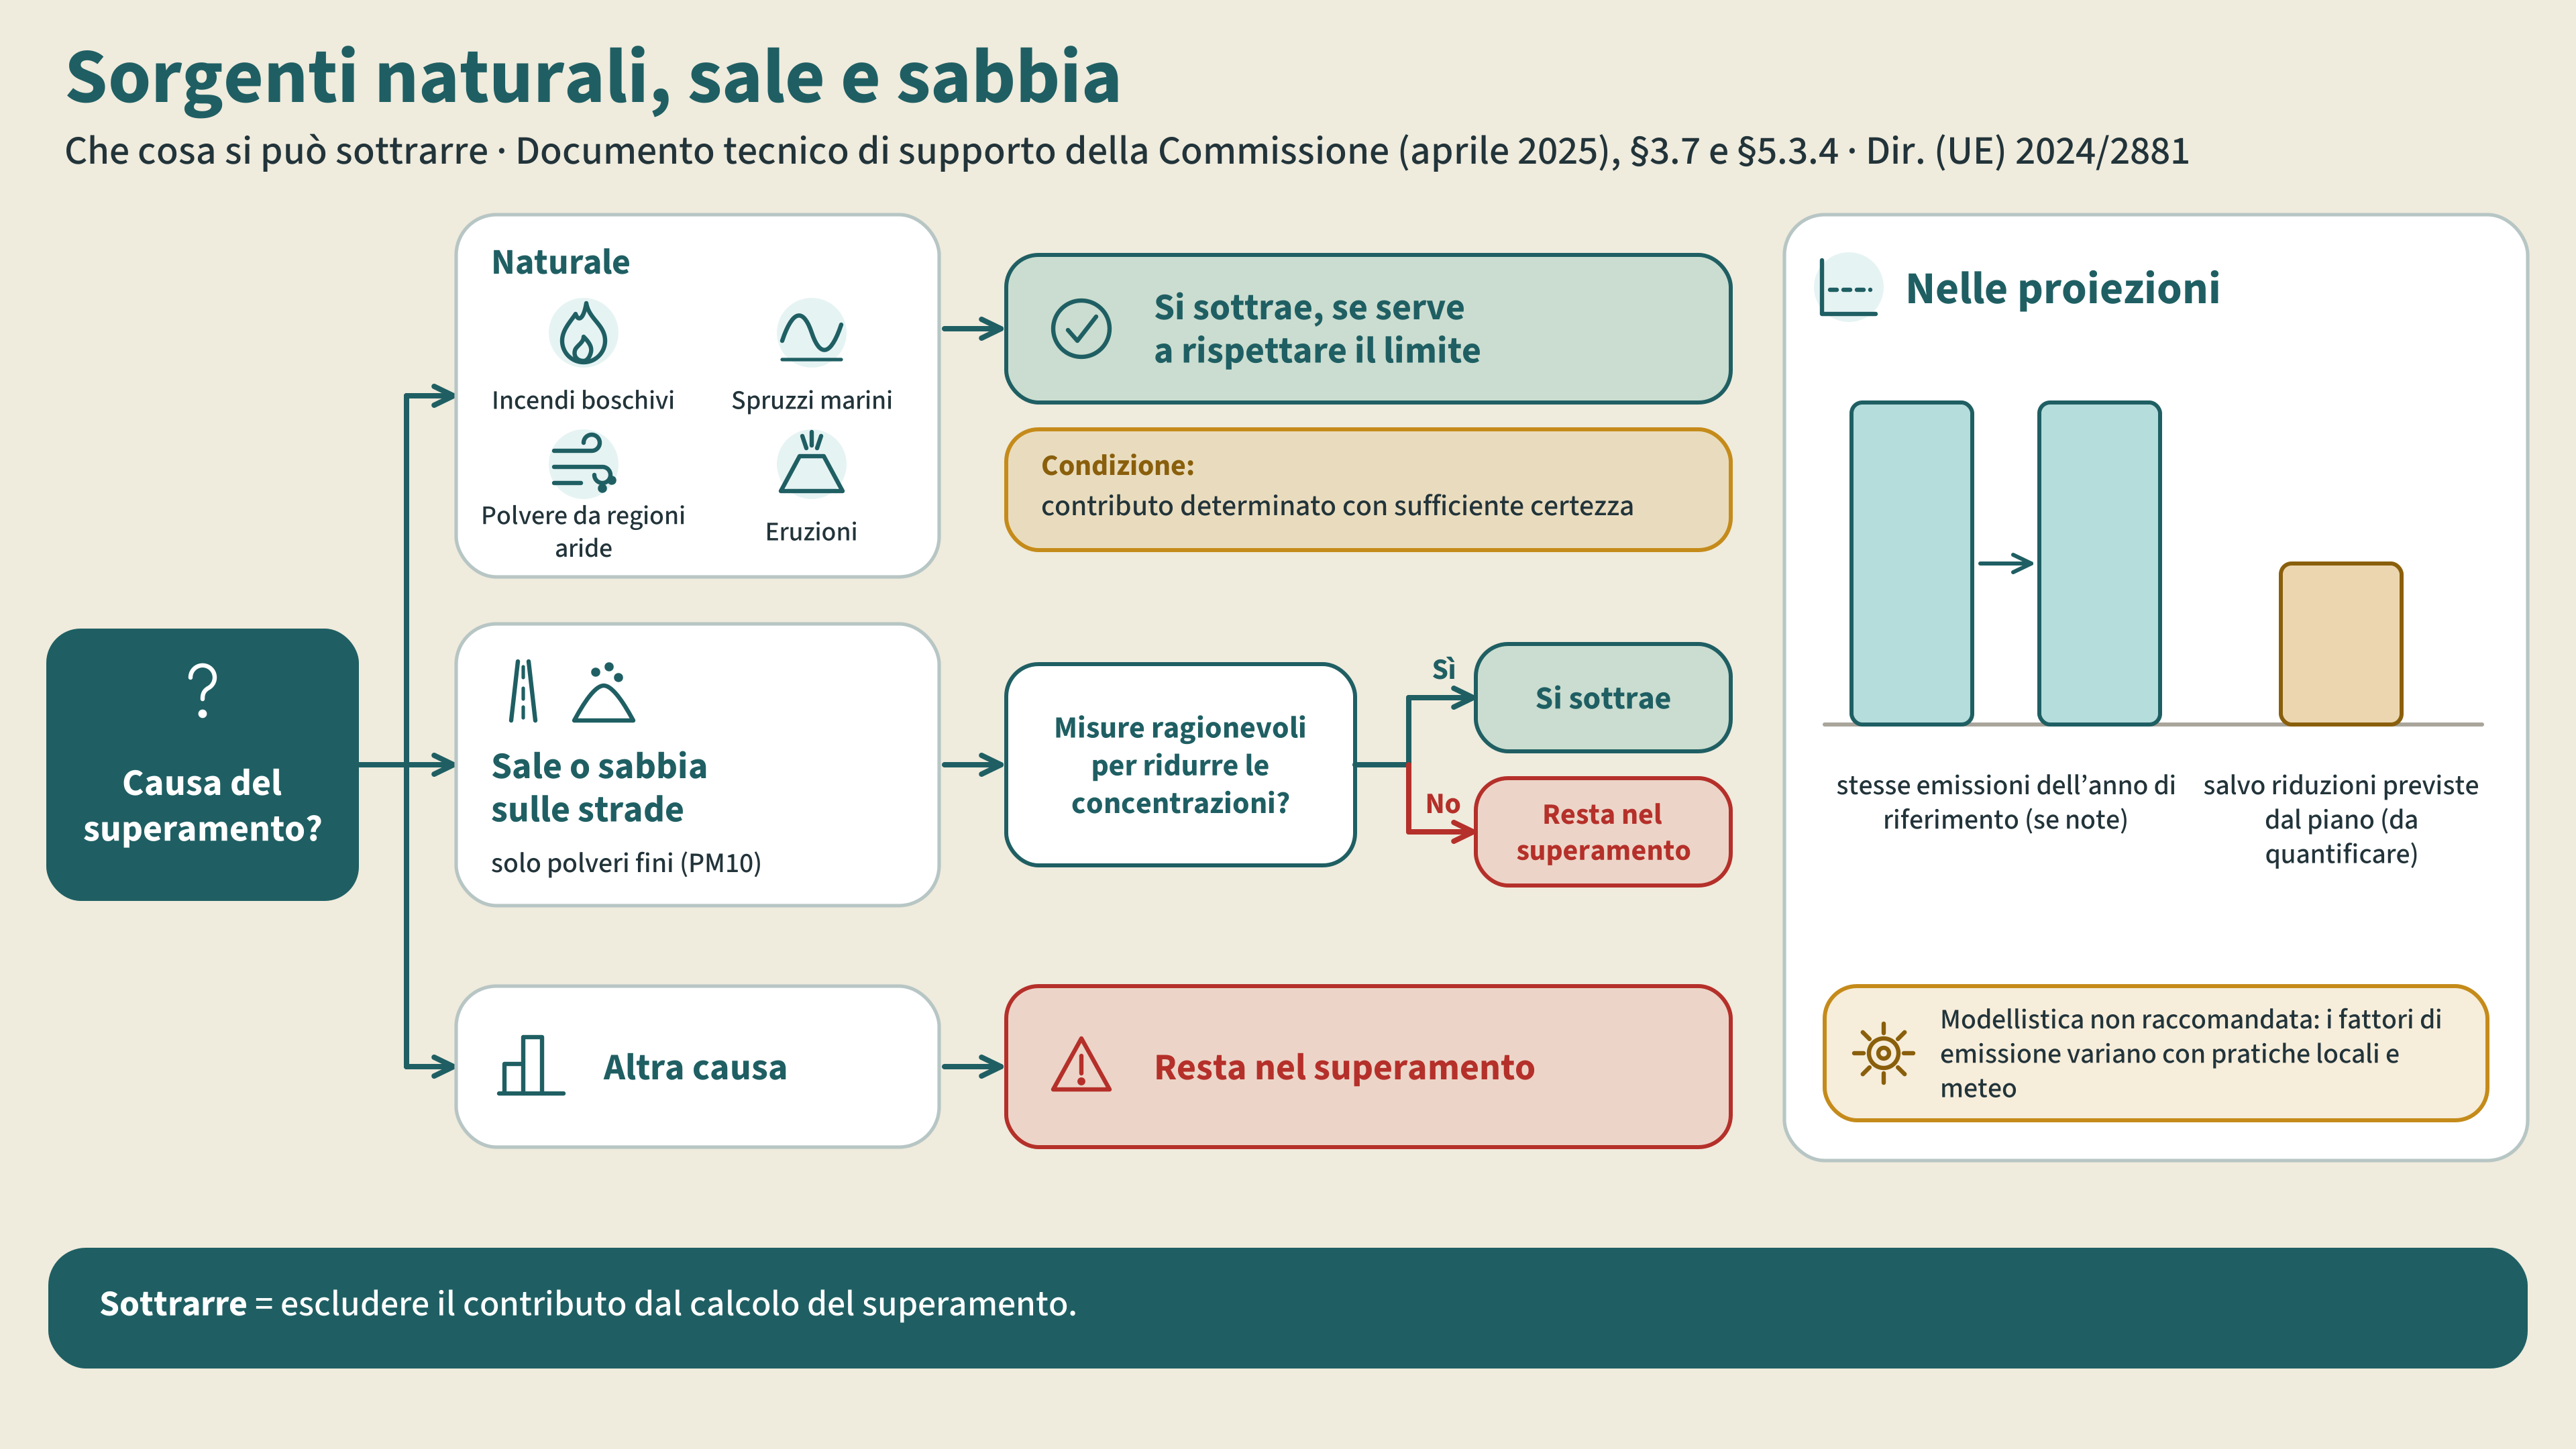 Sorgenti naturali, sale e sabbia
Che cosa si può sottrarre · Documento tecnico di supporto della Commissione (aprile 2025), §3.7 e §5.3.4 · Dir. (UE) 2024/2881
?
Causa del
superamento?
Naturale
Incendi boschivi
Spruzzi marini
Polvere da regioni
aride
Eruzioni
Si sottrae, se serve
a rispettare il limite
Condizione:
contributo determinato con sufficiente certezza
Sale o sabbia
sulle strade
solo polveri fini (PM10)
Misure ragionevoli
per ridurre le
concentrazioni?
Sì
Si sottrae
No
Resta nel
superamento
Altra causa
Resta nel superamento
Nelle proiezioni
stesse emissioni dell’anno di
riferimento (se note)
salvo riduzioni previste
dal piano (da
quantificare)
Modellistica non raccomandata: i fattori di
emissione variano con pratiche locali e
meteo
Sottrarre = escludere il contributo dal calcolo del superamento.